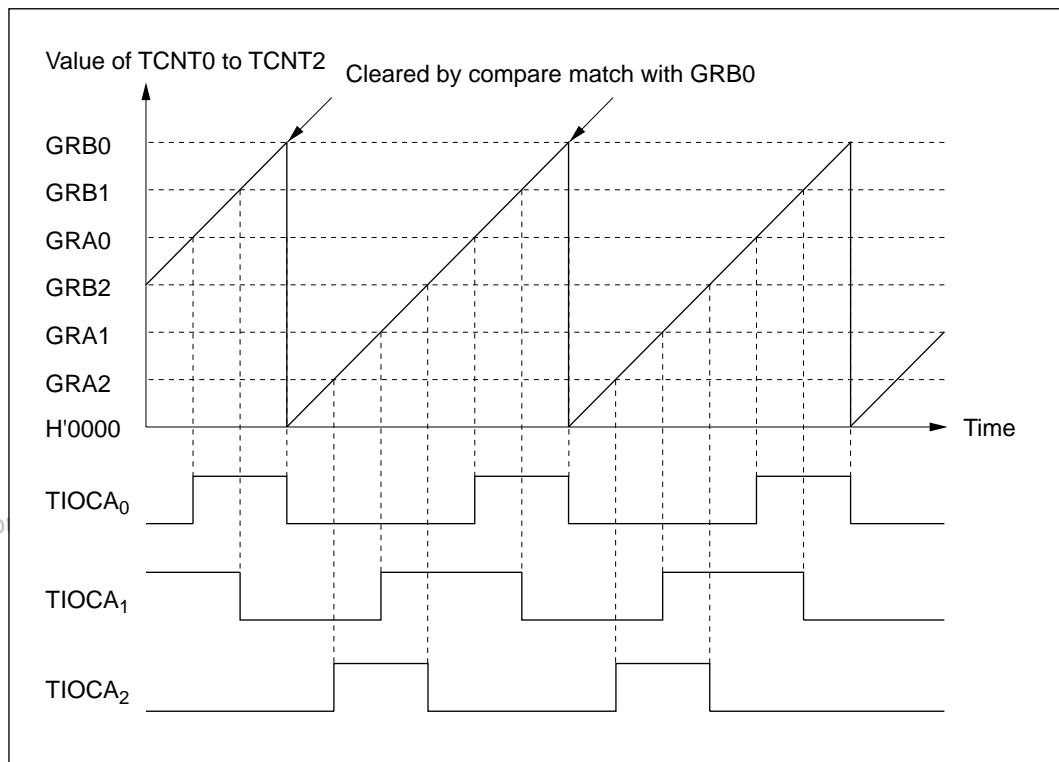 Value of TCNT0 to TCNT2
Cleared by compare match with GRB0
GRB0
GRB1
GRA0
GRB2
GRA1
GRA2
H'0000
Time
TIOCA₀
TIOCA₁
TIOCA₂